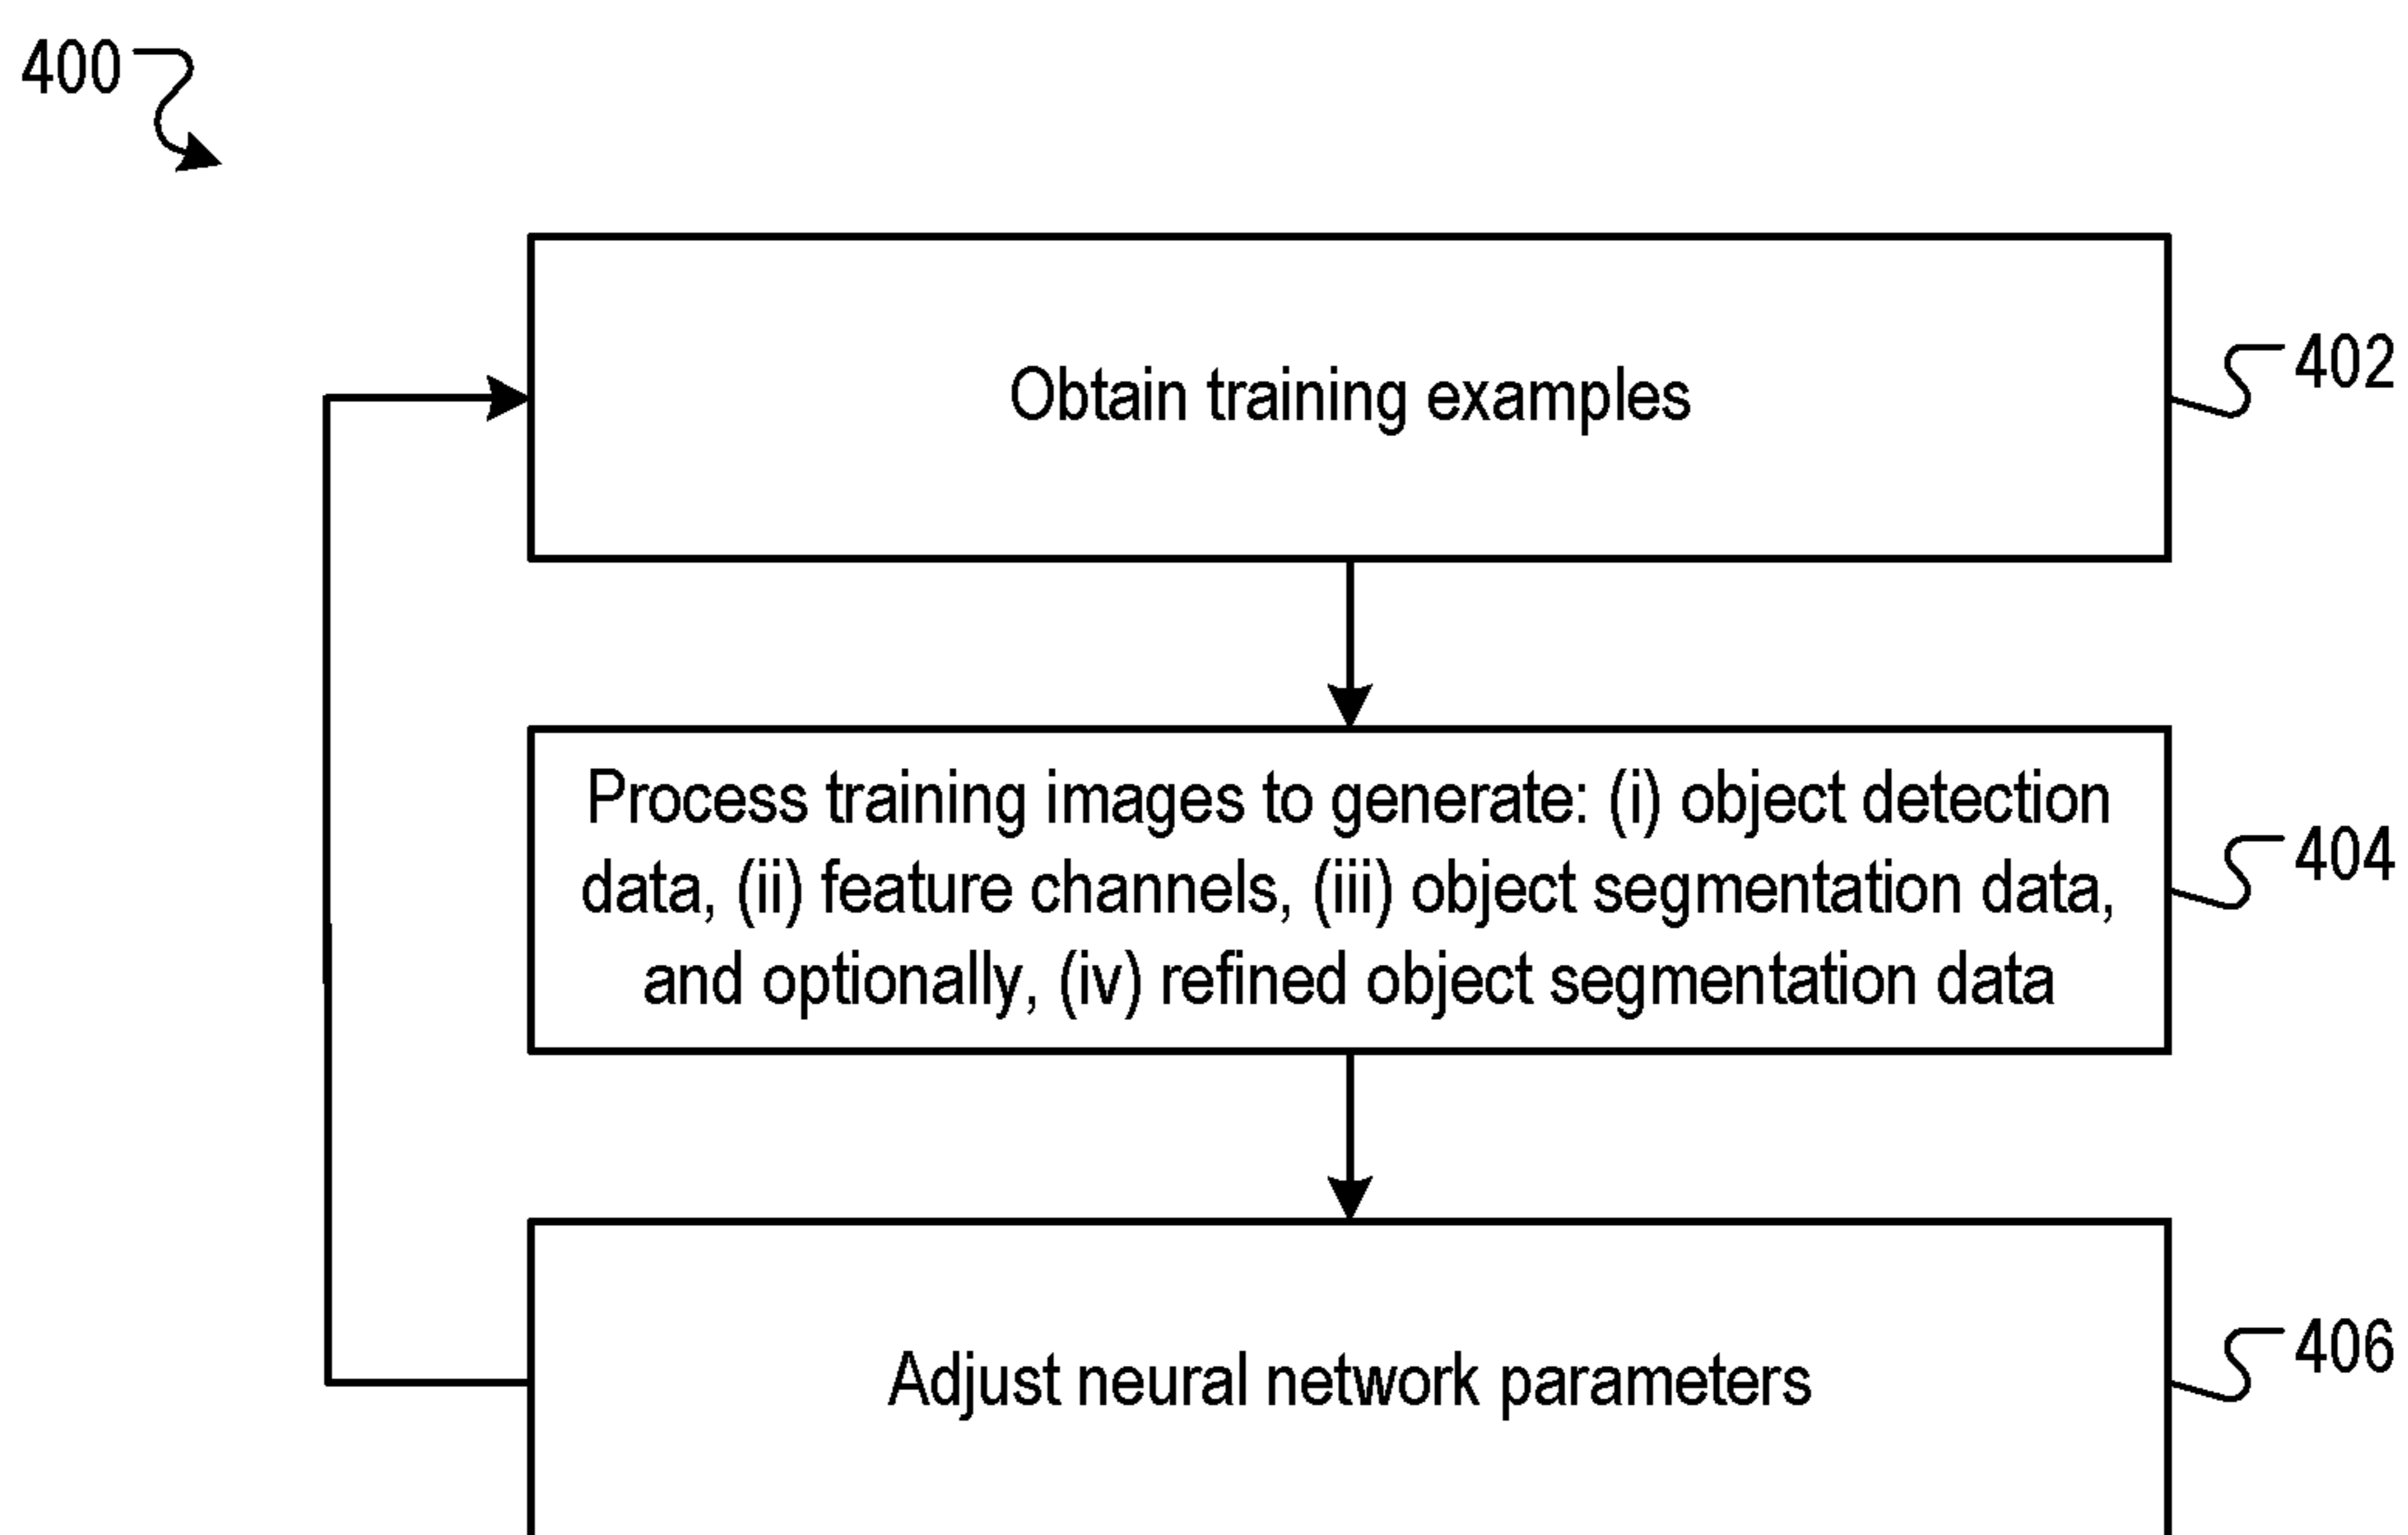 400
Obtain training examples
402
Process training images to generate: (i) object detection
data, (ii) feature channels, (iii) object segmentation data,
and optionally, (iv) refined object segmentation data
404
Adjust neural network parameters
406